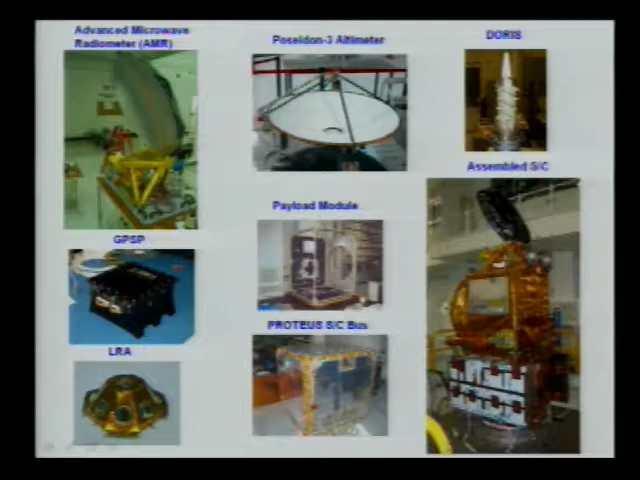 Advanced Microwave
Radiometer (AMR)
Poseidon-3 Altimeter
DORIS
Assembled S/C
Payload Module
GPSP
PROTEUS S/C Bus
LRA